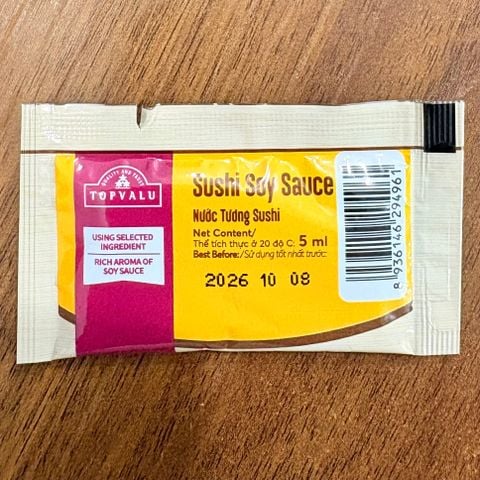 QUALITY AND TRUST
TOPVALU
USING SELECTED
INGREDIENT
RICH AROMA OF
SOY SAUCE
Sushi Soy Sauce
Nước Tương Sushi
Net Content/
Thể tích thực ở 20 độ C: 5 ml
Best Before:/Sử dụng tốt nhất trước:
2026 10 08
8 936146 294961